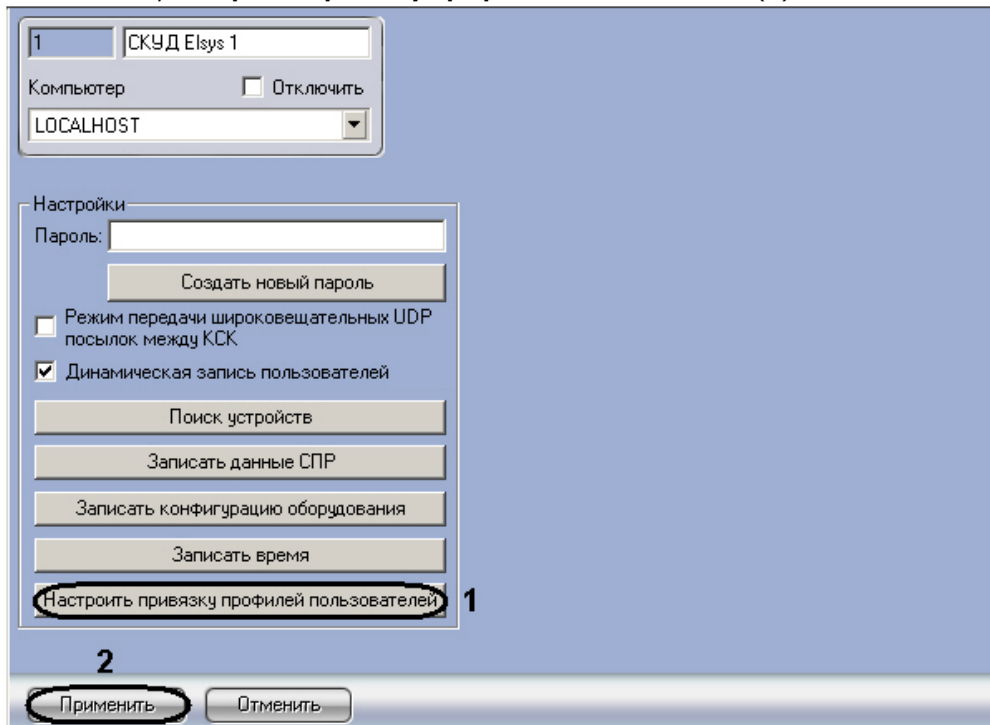 1 СКУД Elsys 1
Компьютер Отключить
LOCALHOST
Настройки
Пароль:
Создать новый пароль
Режим передачи широковещательных UDP
посылок между КСК
Динамическая запись пользователей
Поиск устройств
Записать данные СПР
Записать конфигурацию оборудования
Записать время
Настроить привязку профилей пользователей 1
2
Применить Отменить